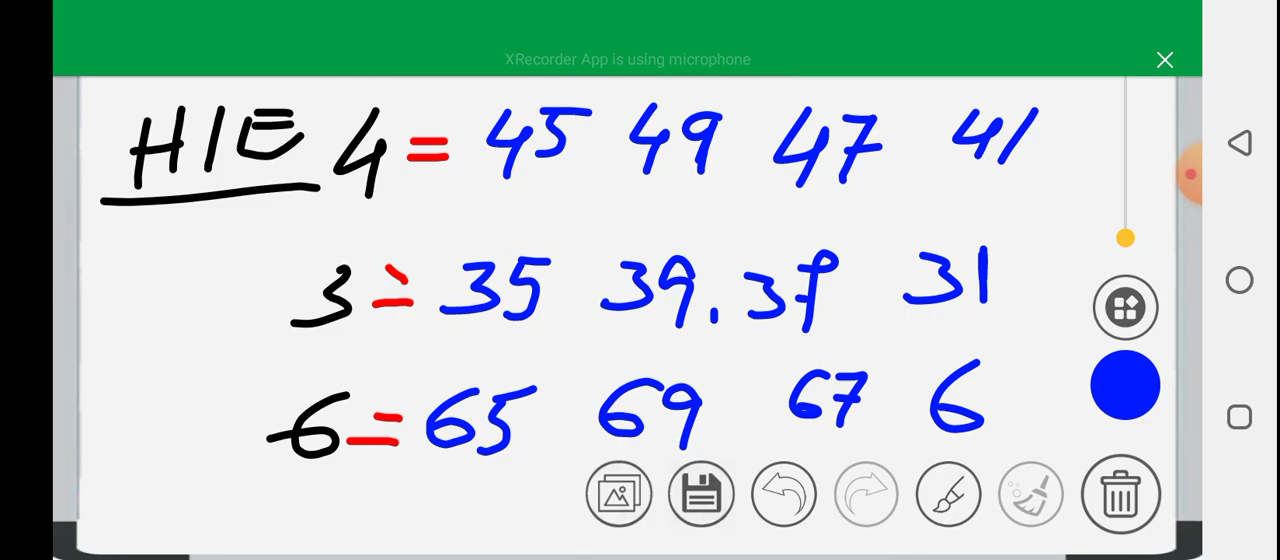 XRecorder App is using microphone
HIE 4 = 45 49 47 41
3 = 35 39. 37 31
6 = 65 69 67 6